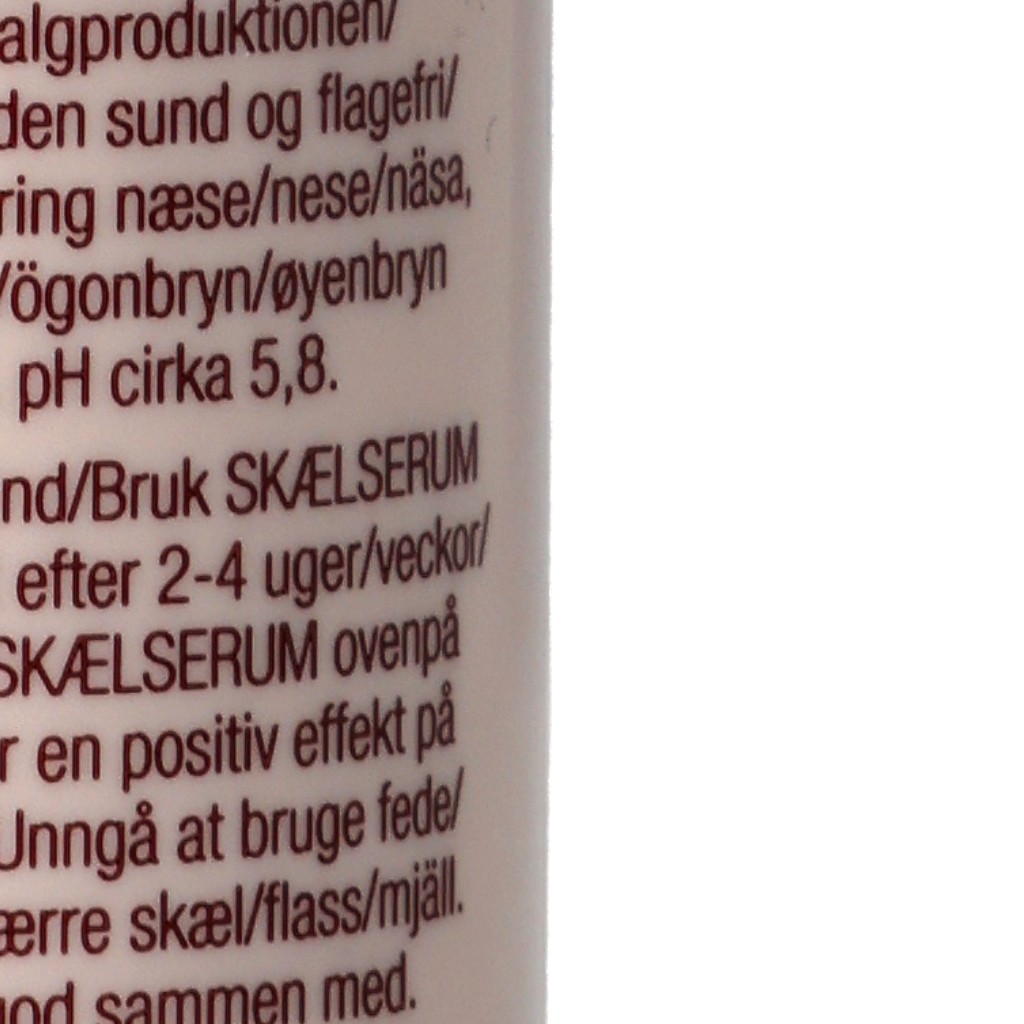 algproduktionen/
den sund og flagefri/
ring næse/nese/näsa,
/ögonbryn/øyenbryn
pH cirka 5,8.
nd/Bruk SKÆLSERUM
efter 2-4 uger/veckor/
SKÆLSERUM ovenpå
r en positiv effekt på
Unngå at bruge fede/
ærre skæl/flass/mjäll.
sammen med.